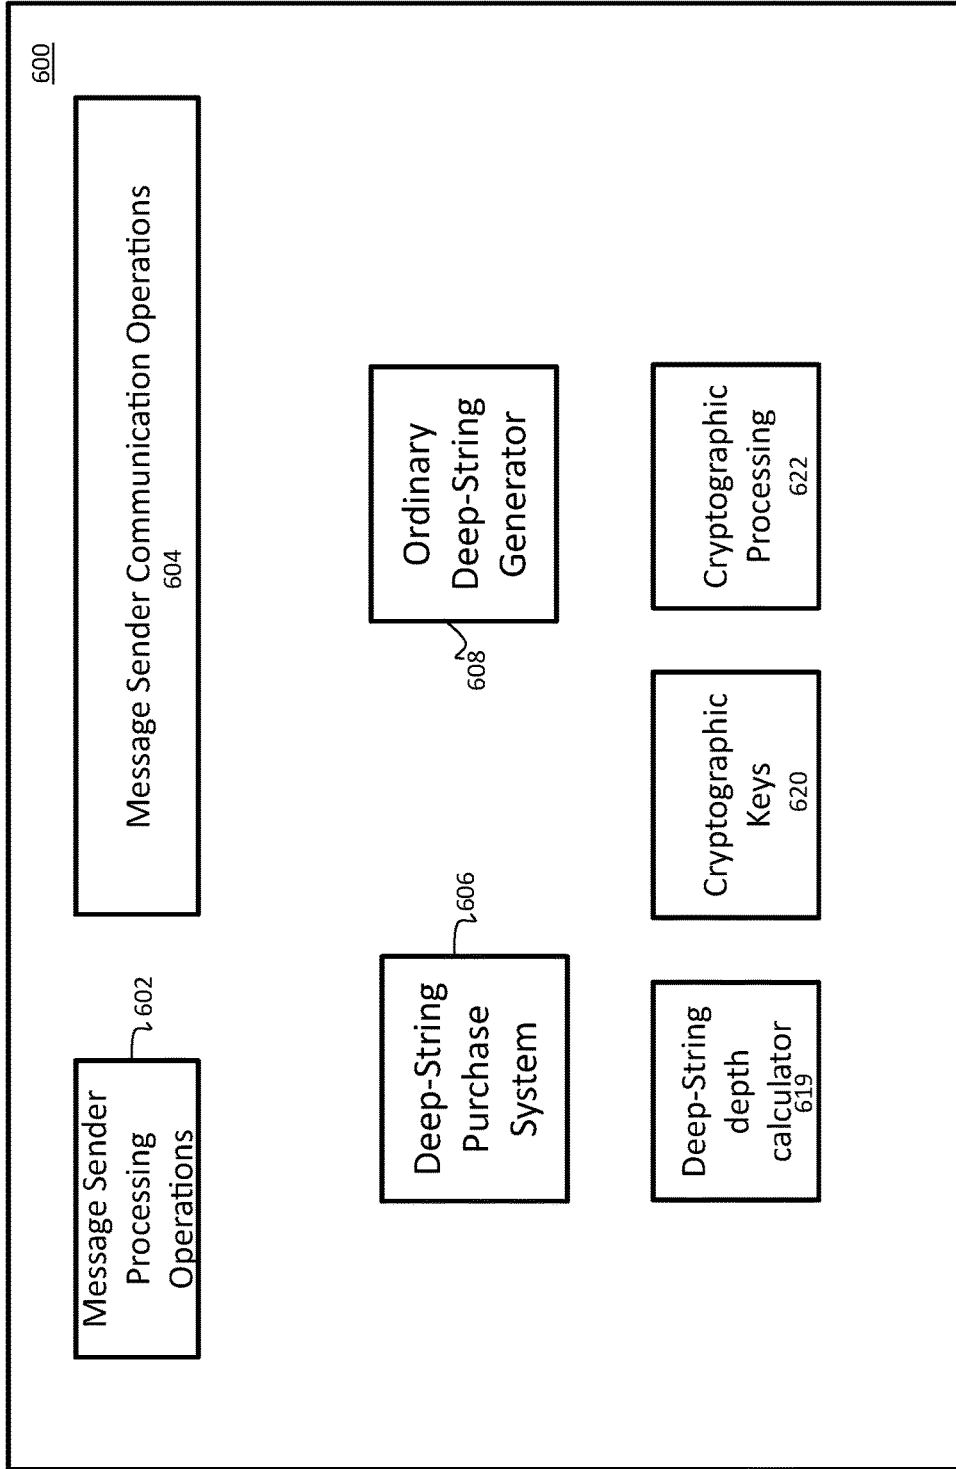 600
Message Sender
Processing
Operations
602
Message Sender Communication Operations
604
Deep-String
Purchase
System
606
Ordinary
Deep-String
Generator
608
Deep-String
depth
calculator
619
Cryptographic
Keys
620
Cryptographic
Processing
622